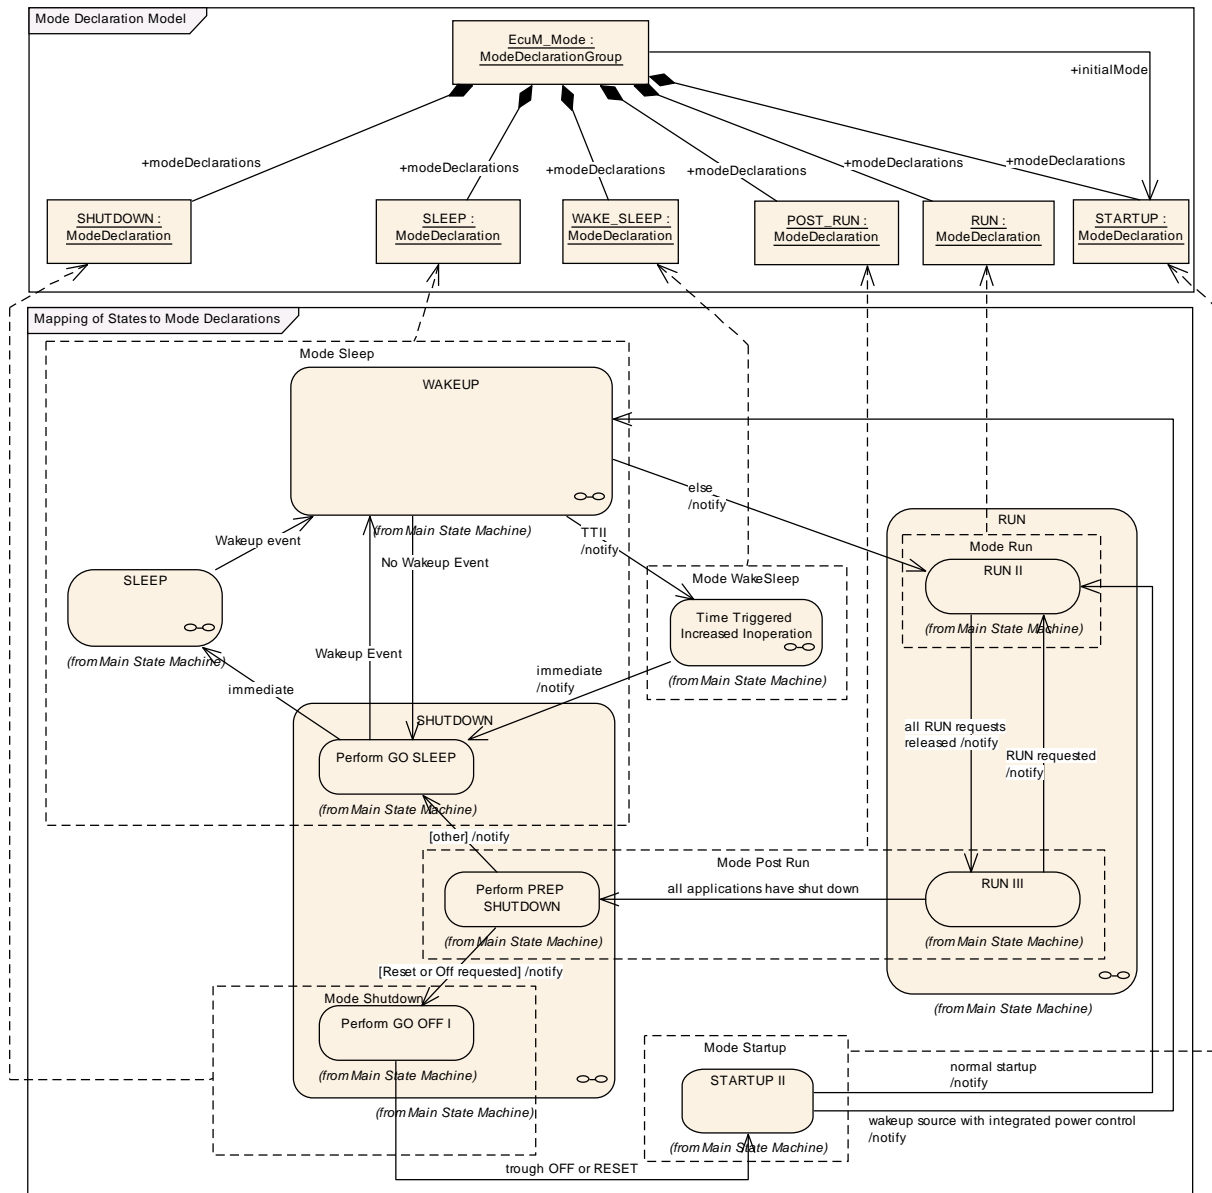 Mode Declaration Model
EcuM_Mode :
ModeDeclarationGroup
+initialMode
+modeDeclarations
+modeDeclarations
+modeDeclarations
+modeDeclarations
+modeDeclarations
+modeDeclarations
SHUTDOWN :
ModeDeclaration
SLEEP :
ModeDeclaration
WAKE_SLEEP :
ModeDeclaration
POST_RUN :
ModeDeclaration
RUN :
ModeDeclaration
STARTUP :
ModeDeclaration
Mapping of States to Mode Declarations
Mode Sleep
WAKEUP
(from Main State Machine)
else
/notify
Wakeup event
No Wakeup Event
TTII
/notify
SLEEP
(from Main State Machine)
Wakeup Event
immediate
Mode WakeSleep
Time Triggered
Increased Inoperation
(from Main State Machine)
immediate
/notify
RUN
Mode Run
RUN II
(from Main State Machine)
all RUN requests
released /notify
RUN requested
/notify
SHUTDOWN
Perform GO SLEEP
(from Main State Machine)
[other] /notify
Mode Post Run
Perform PREP
SHUTDOWN
(from Main State Machine)
all applications have shut down
RUN III
(from Main State Machine)
(from Main State Machine)
[Reset or Off requested] /notify
Mode Shutdown
Perform GO OFF I
(from Main State Machine)
(from Main State Machine)
Mode Startup
STARTUP II
(from Main State Machine)
normal startup
/notify
wakeup source with integrated power control
/notify
trough OFF or RESET